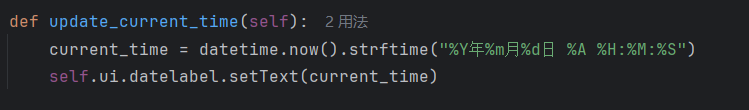 def update_current_time(self): 2 用法
current_time = datetime.now().strftime("%Y年%m月%d日 %A %H:%M:%S")
self.ui.datelabel.setText(current_time)